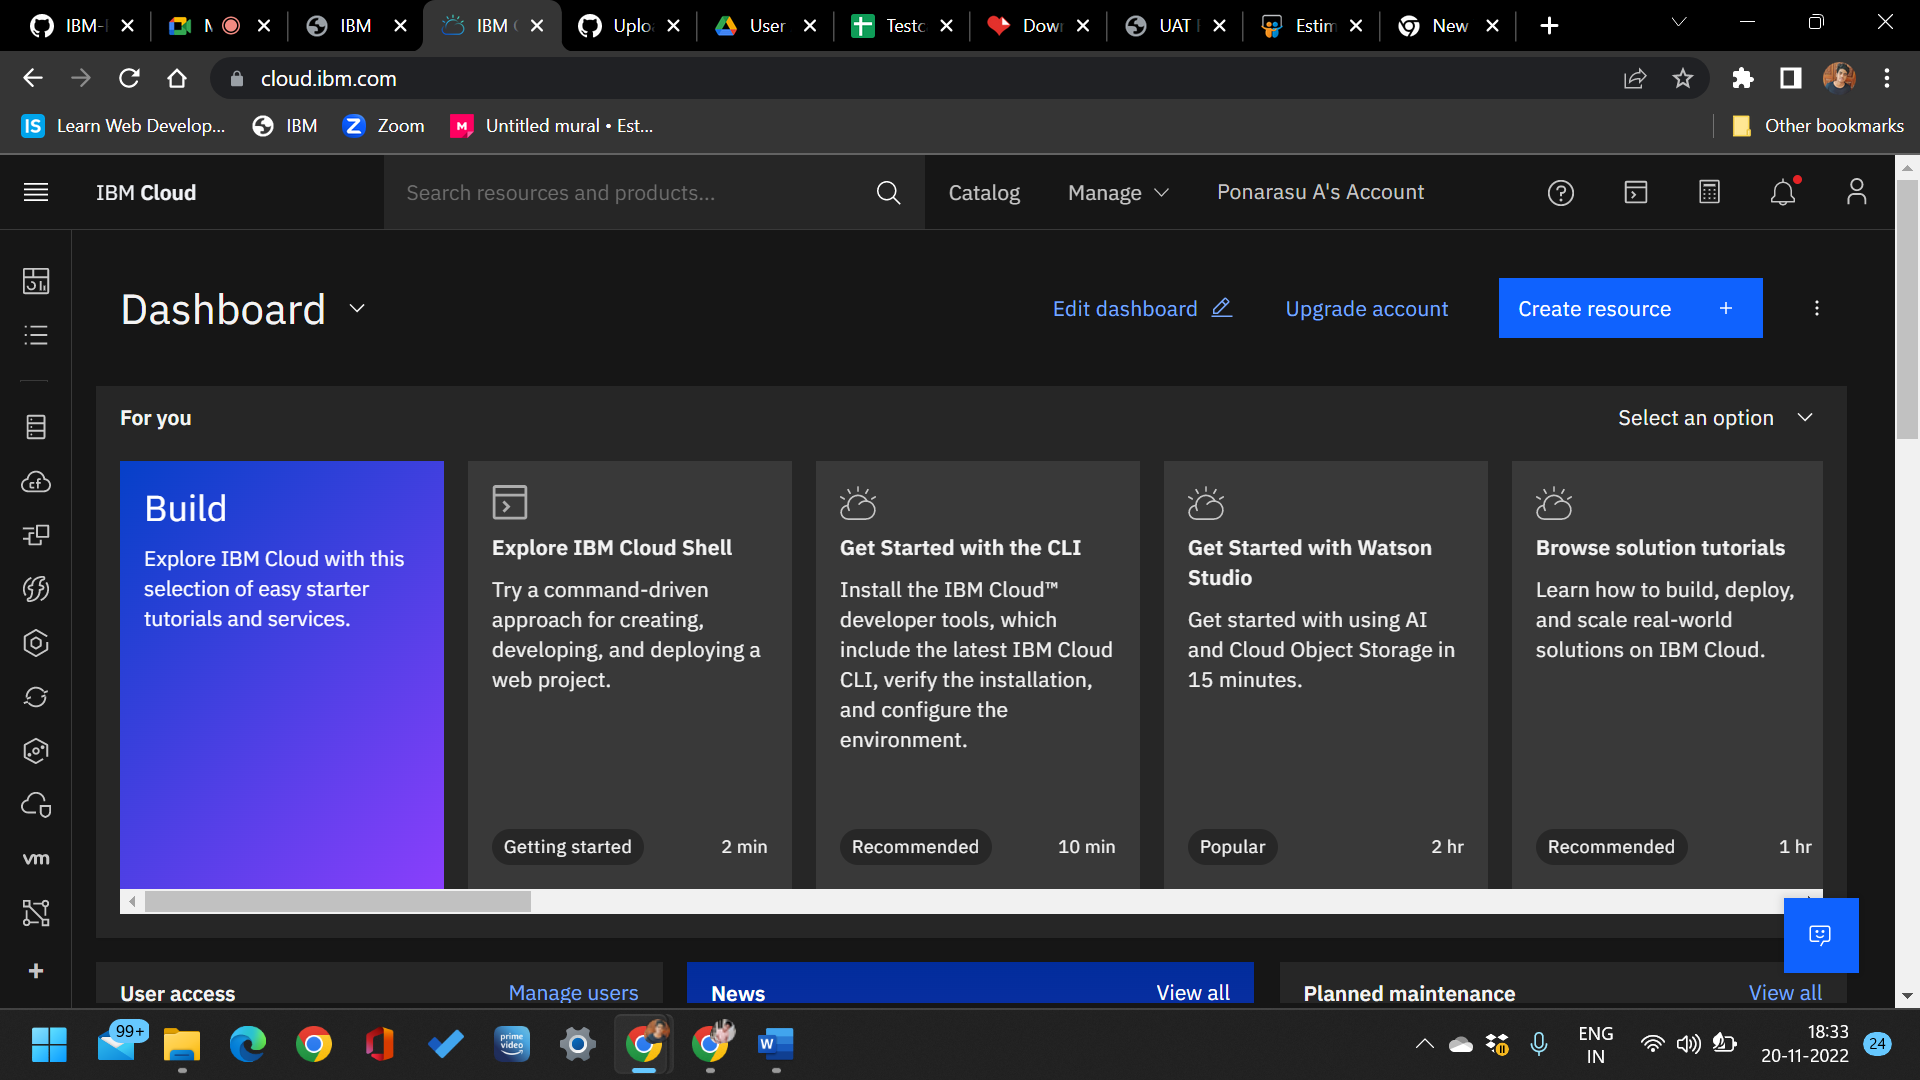 IBM-
M
IBM
IBM
Uplo
User
Testc
Dow
UAT
Estim
New
cloud.ibm.com
IS Learn Web Develop...
IBM
Zoom
M Untitled mural • Est...
Other bookmarks
IBM Cloud
Search resources and products...
Catalog
Manage
Ponarasu A's Account
Dashboard
Edit dashboard
Upgrade account
Create resource +
For you
Select an option
Build
Explore IBM Cloud with this
selection of easy starter
tutorials and services.
Explore IBM Cloud Shell
Try a command-driven
approach for creating,
developing, and deploying a
web project.
Getting started
2 min
Get Started with the CLI
Install the IBM Cloud™
developer tools, which
include the latest IBM Cloud
CLI, verify the installation,
and configure the
environment.
Recommended
10 min
Get Started with Watson
Studio
Get started with using AI
and Cloud Object Storage in
15 minutes.
Popular
2 hr
Browse solution tutorials
Learn how to build, deploy,
and scale real-world
solutions on IBM Cloud.
Recommended
1 hr
cf
vm
User access
Manage users
News
View all
Planned maintenance
View all
99+
prime
video
W
ENG
IN
18:33
20-11-2022
24